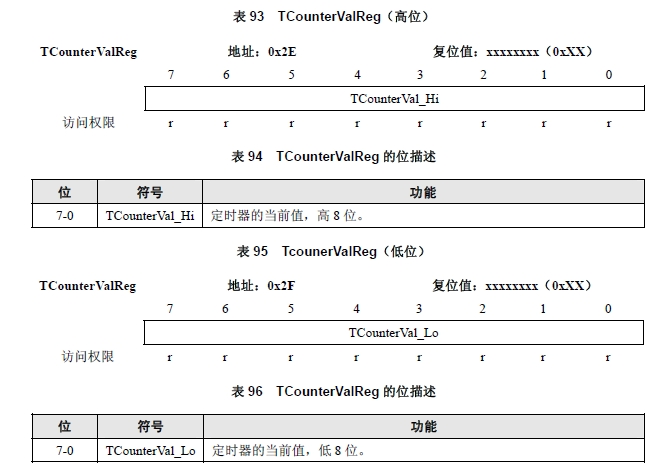 表 93 TCounterValReg（高位）
TCounterValReg 地址：0x2E 复位值：xxxxxxxx（0xXX）
7 6 5 4 3 2 1 0
TCounterVal_Hi
访问权限 r r r r r r r r
表 94 TCounterValReg 的位描述
位 符号 功能
7-0 TCounterVal_Hi 定时器的当前值，高 8 位。
表 95 TcounerValReg（低位）
TCounterValReg 地址：0x2F 复位值：xxxxxxxx（0xXX）
7 6 5 4 3 2 1 0
TCounterVal_Lo
访问权限 r r r r r r r r
表 96 TCounterValReg 的位描述
位 符号 功能
7-0 TCounterVal_Lo 定时器的当前值，低 8 位。